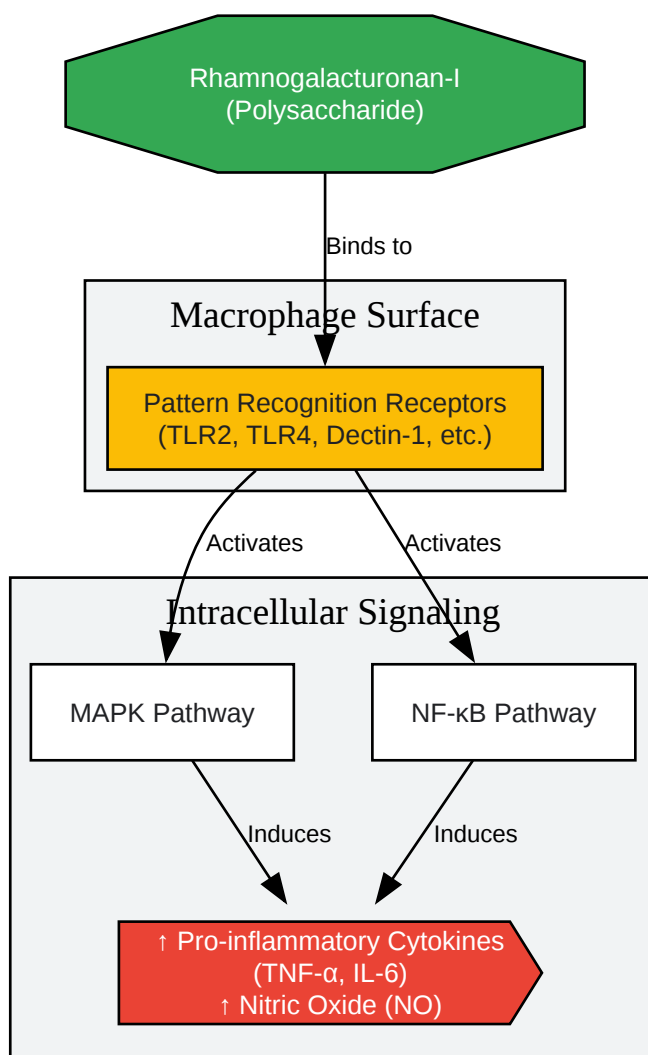 Rhamnogalacturonan-I
(Polysaccharide)
Binds to
Macrophage Surface
Pattern Recognition Receptors
(TLR2, TLR4, Dectin-1, etc.)
Activates
Activates
Intracellular Signaling
MAPK Pathway
NF-κB Pathway
Induces
Induces
↑ Pro-inflammatory Cytokines
(TNF-α, IL-6)
↑ Nitric Oxide (NO)